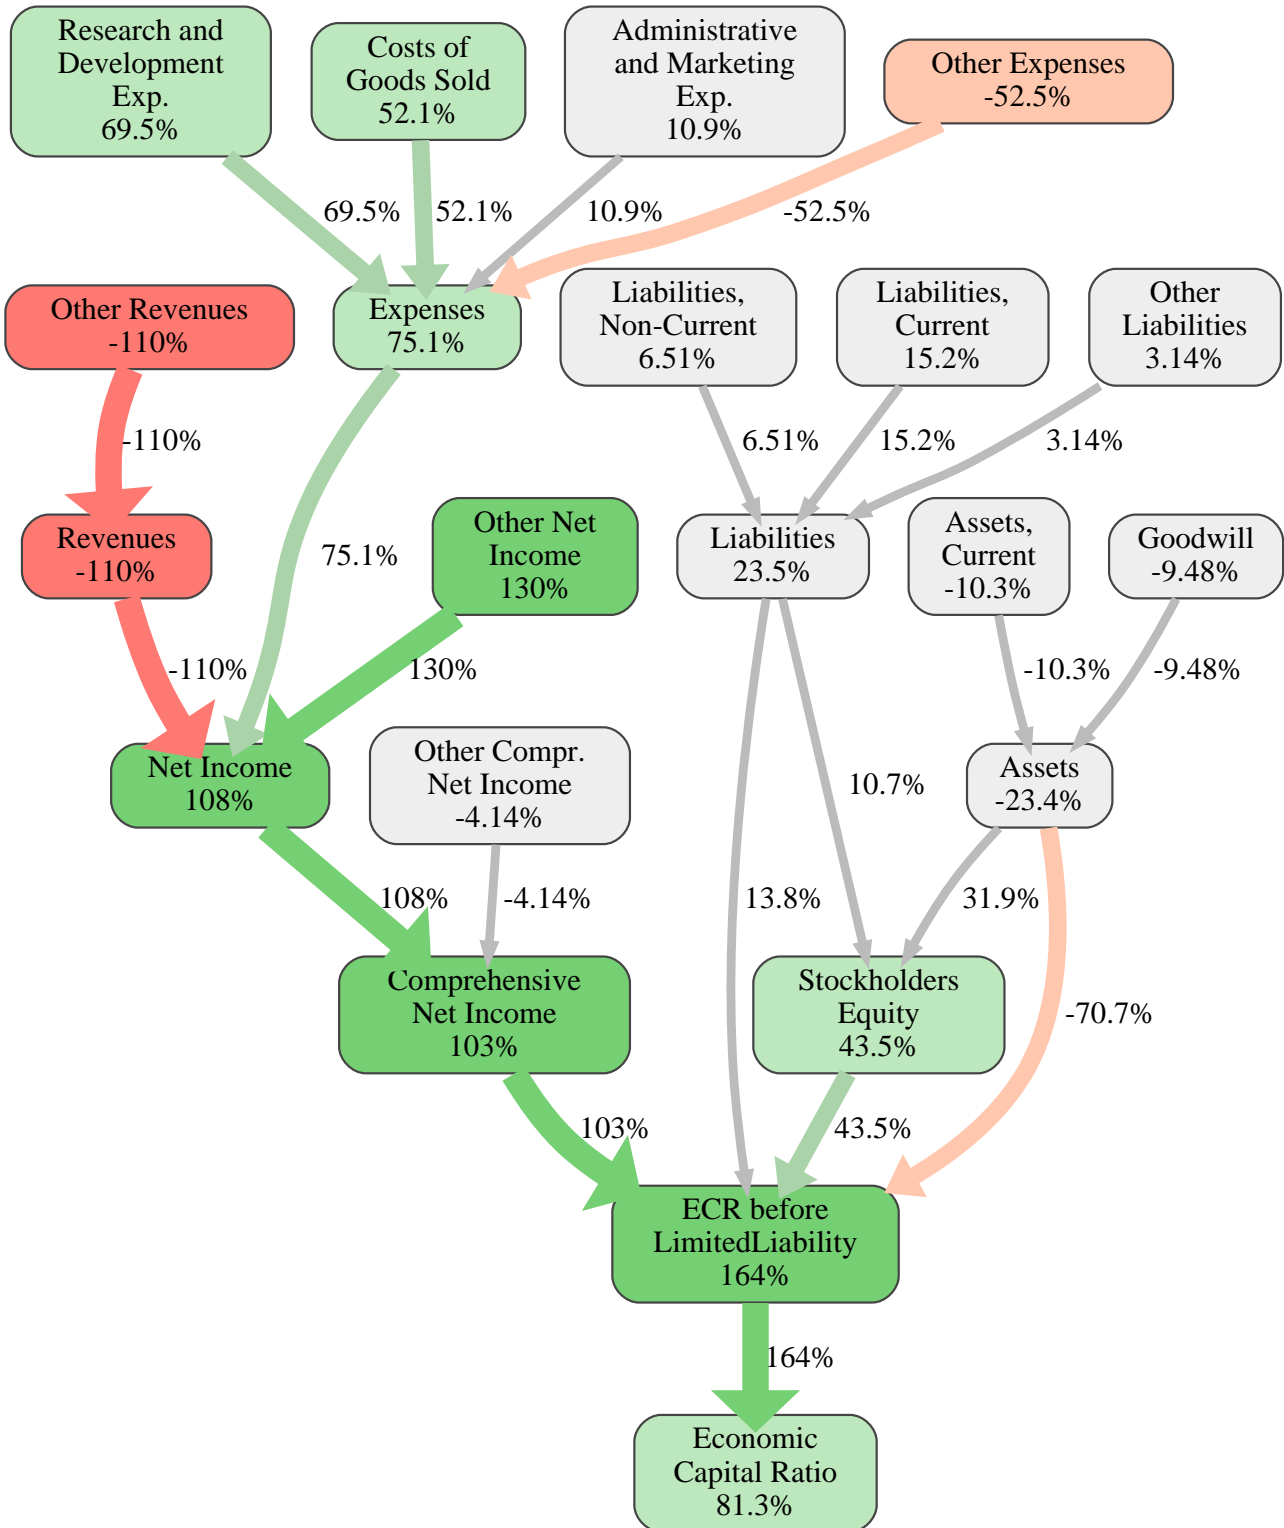 Research and
Development
Exp.
69.5%
Costs of
Goods Sold
52.1%
Administrative
and Marketing
Exp.
10.9%
Other Expenses
-52.5%
69.5%
52.1%
10.9%
-52.5%
Other Revenues
-110%
Expenses
75.1%
Liabilities,
Non-Current
6.51%
Liabilities,
Current
15.2%
Other
Liabilities
3.14%
-110%
6.51%
15.2%
3.14%
Revenues
-110%
75.1%
Other Net
Income
130%
Liabilities
23.5%
Assets,
Current
-10.3%
Goodwill
-9.48%
-110%
130%
-10.3%
-9.48%
Net Income
108%
Other Compr.
Net Income
-4.14%
10.7%
Assets
-23.4%
108%
-4.14%
13.8%
31.9%
Comprehensive
Net Income
103%
Stockholders
Equity
43.5%
-70.7%
103%
43.5%
ECR before
LimitedLiability
164%
164%
Economic
Capital Ratio
81.3%